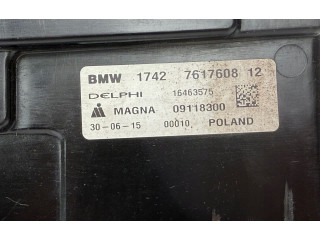 BMW 1742 7617608 12
DELPHI 16463575
MAGNA 09118300
30-06-15 00010 POLAND